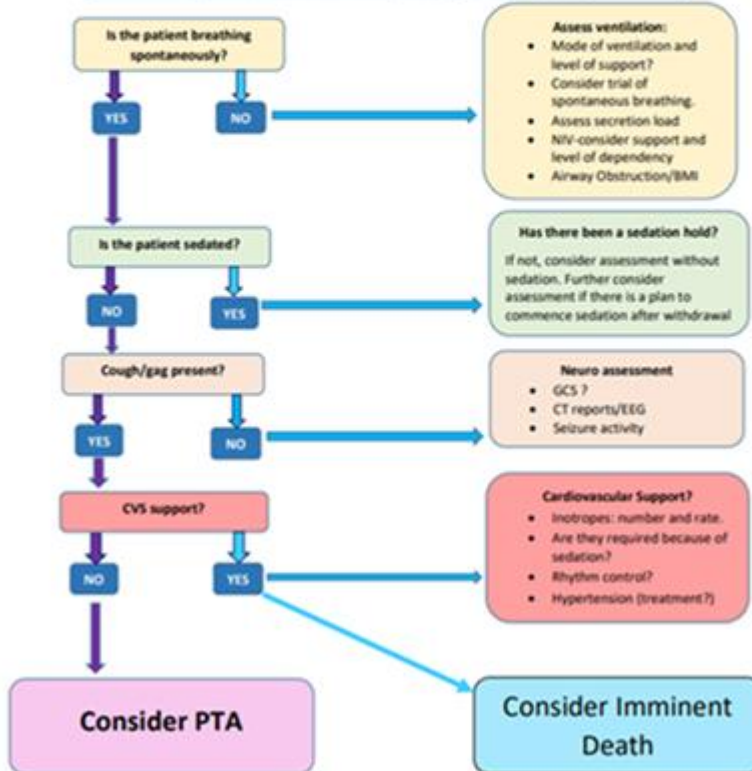 Is the patient breathing
spontaneously?
YES
NO
Assess ventilation:
• Mode of ventilation and
level of support?
• Consider trial of
spontaneous breathing.
• Assess secretion load
• NIV-consider support and
level of dependency
• Airway Obstruction/BMI
Is the patient sedated?
NO
YES
Has there been a sedation hold?
If not, consider assessment without
sedation. Further consider
assessment if there is a plan to
commence sedation after withdrawal
Cough/gag present?
YES
NO
Neuro assessment
• GCS ?
• CT reports/EEG
• Seizure activity
CVS support?
NO
YES
Cardiovascular Support?
• Inotropes: number and rate.
• Are they required because of
sedation?
• Rhythm control?
• Hypertension (treatment?)
Consider PTA
Consider Imminent
Death